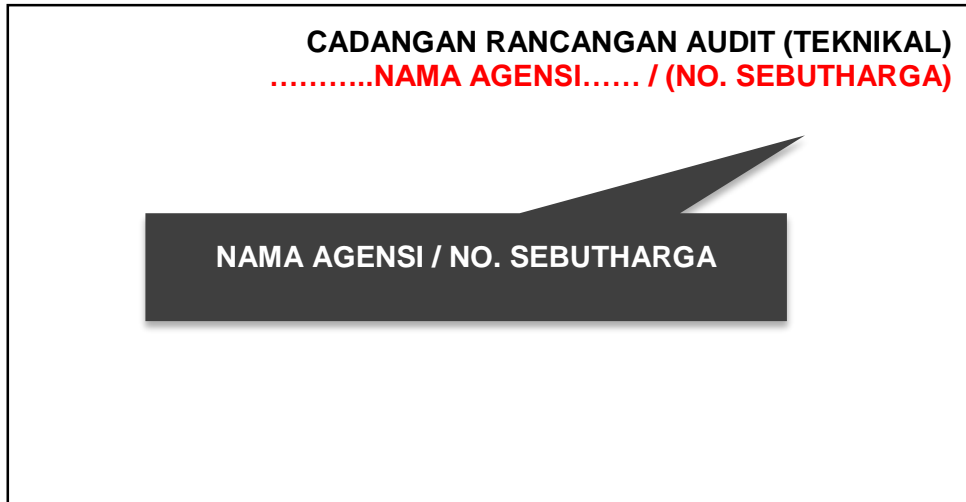 CADANGAN RANCANGAN AUDIT (TEKNIKAL)
………..NAMA AGENSI…… / (NO. SEBUTHARGA)
NAMA AGENSI / NO. SEBUTHARGA